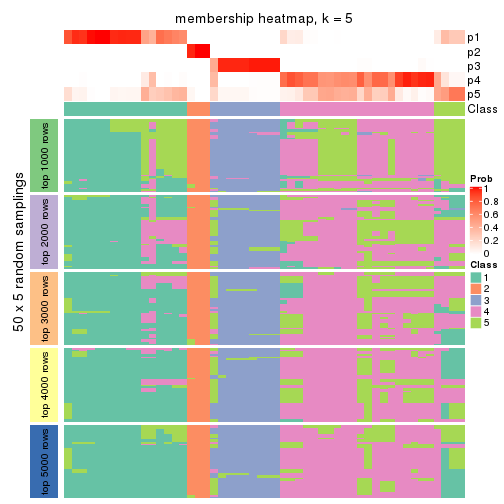 membership heatmap, k = 5
p1
p2
p3
p4
p5
Class
50 x 5 random samplings
top 1000 rows
top 2000 rows
top 3000 rows
top 4000 rows
top 5000 rows
Prob
1
0.8
0.6
0.4
0.2
0
Class
1
2
3
4
5